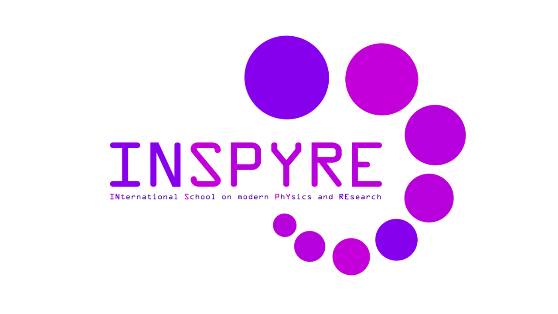 INSPYRE
INternational School on modern PhYsics and REsearch